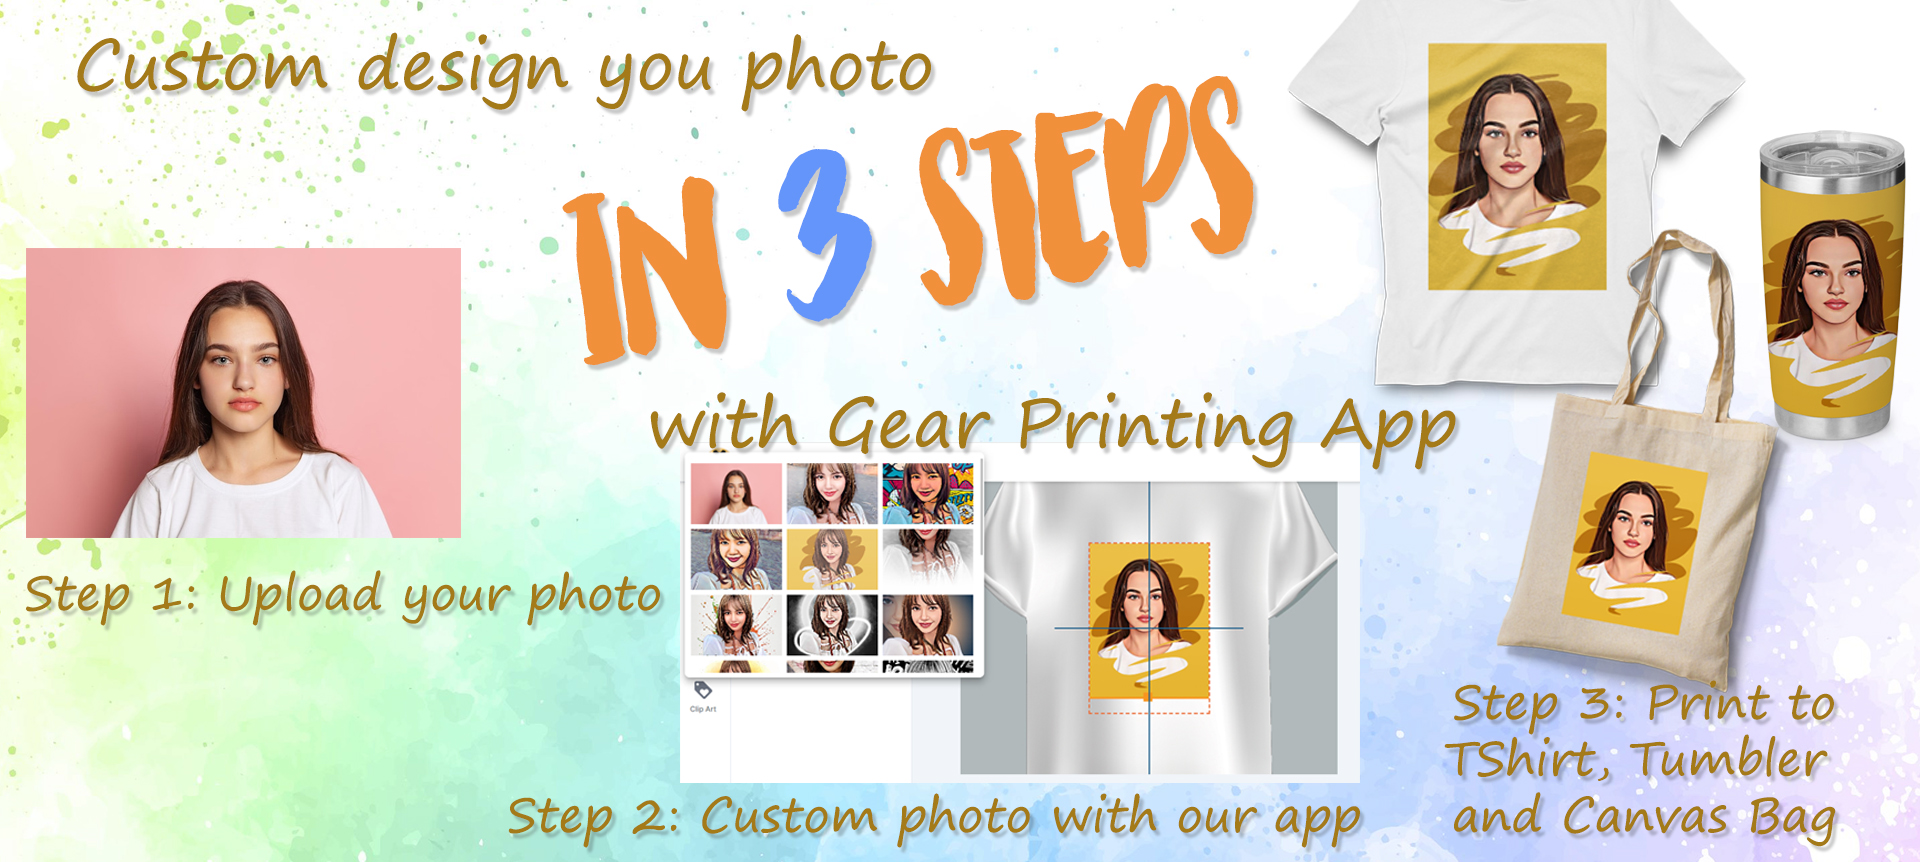 Custom design you photo
IN 3 STEPS
with Gear Printing App
Step 1: Upload your photo
Clip Art
Step 2: Custom photo with our app
Step 3: Print to
TShirt, Tumbler
and Canvas Bag